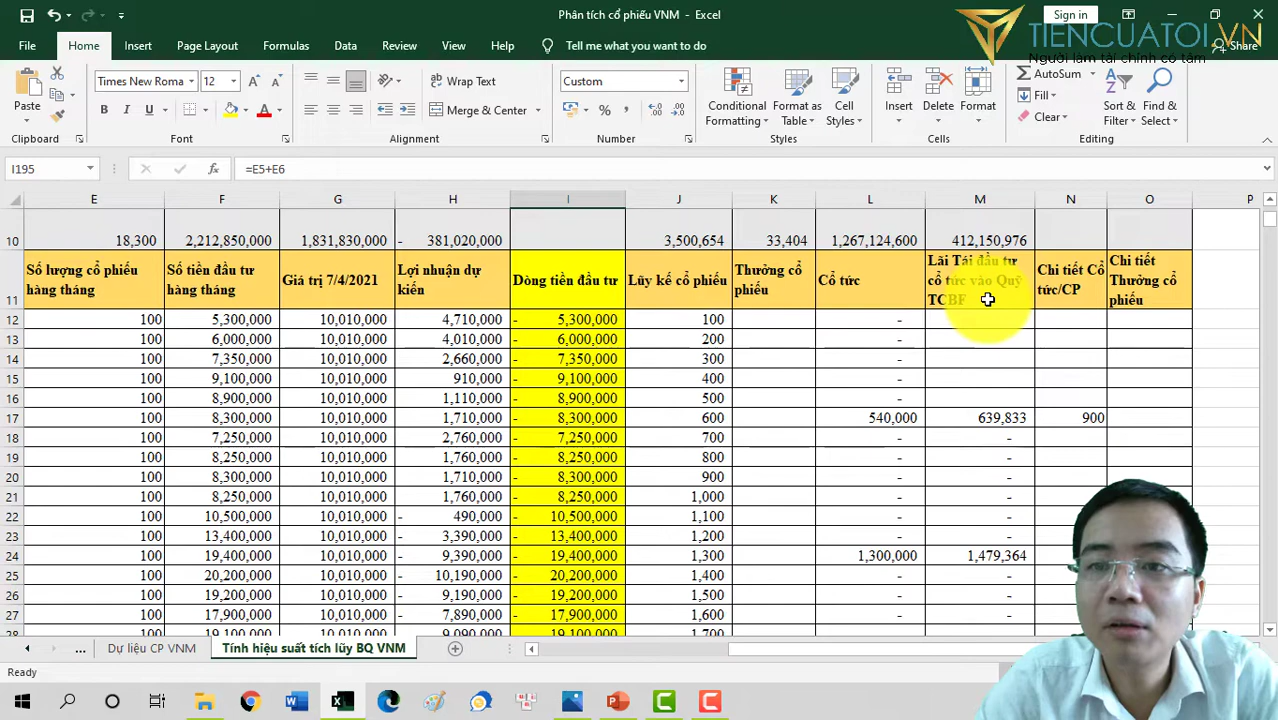 Phân tích cổ phiếu VNM - Excel
Sign in
TIENCUATOI.VN
Người làm tài chính có tâm
File Home Insert Page Layout Formulas Data Review View Help Tell me what you want to do Share
Paste
Times New Roma 12
B I U
Wrap Text
Merge & Center
Custom
Conditional Formatting
Format as Table
Cell Styles
Insert
Delete
Format
AutoSum
Fill
Clear
Sort & Filter
Find & Select
Clipboard Font Alignment Number Styles Cells Editing
I195 fx =E5+E6
E F G H I J K L M N O P
10 18,300 2,212,850,000 1,831,830,000 - 381,020,000 3,500,654 33,404 1,267,124,600 412,150,976
11 Số lượng cổ phiếu hàng tháng Số tiền đầu tư hàng tháng Giá trị 7/4/2021 Lợi nhuận dự kiến Dòng tiền đầu tư Lũy kế cổ phiếu Thưởng cổ phiếu Cổ tức Lãi Tái đầu tư cổ tức vào Quỹ TCBF Chi tiết Cổ tức/CP Chi tiết Thưởng cổ phiếu
12 100 5,300,000 10,010,000 4,710,000 - 5,300,000 100 -
13 100 6,000,000 10,010,000 4,010,000 - 6,000,000 200 -
14 100 7,350,000 10,010,000 2,660,000 - 7,350,000 300 -
15 100 9,100,000 10,010,000 910,000 - 9,100,000 400 -
16 100 8,900,000 10,010,000 1,110,000 - 8,900,000 500 -
17 100 8,300,000 10,010,000 1,710,000 - 8,300,000 600 540,000 639,833 900
18 100 7,250,000 10,010,000 2,760,000 - 7,250,000 700 - -
19 100 8,250,000 10,010,000 1,760,000 - 8,250,000 800 - -
20 100 8,300,000 10,010,000 1,710,000 - 8,300,000 900 - -
21 100 8,250,000 10,010,000 1,760,000 - 8,250,000 1,000 - -
22 100 10,500,000 10,010,000 - 490,000 - 10,500,000 1,100 - -
23 100 13,400,000 10,010,000 - 3,390,000 - 13,400,000 1,200 - -
24 100 19,400,000 10,010,000 - 9,390,000 - 19,400,000 1,300 1,300,000 1,479,364
25 100 20,200,000 10,010,000 - 10,190,000 - 20,200,000 1,400 - -
26 100 19,200,000 10,010,000 - 9,190,000 - 19,200,000 1,500 - -
27 100 17,900,000 10,010,000 - 7,890,000 - 17,900,000 1,600 - -
28 100 19,100,000 10,010,000 - 9,090,000 - 19,100,000 1,700 - -
... Dự liệu CP VNM Tính hiệu suất tích lũy BQ VNM
Ready